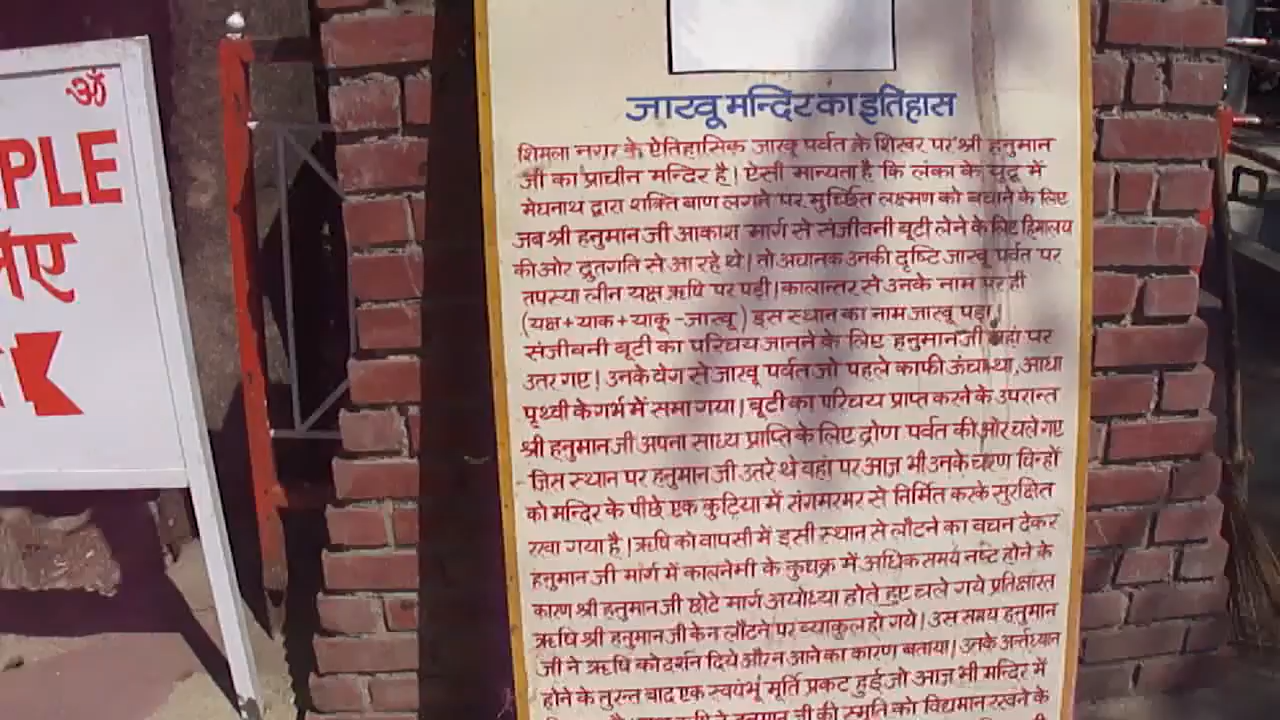 ॐ
PLE
जाखू मन्दिर का इतिहास
शिमला नगर के ऐतिहासिक जाखू पर्वत के शिखर पर श्री हनुमान
जी का प्राचीन मन्दिर है। ऐसी मान्यता है कि लंका के युद्ध में
मेघनाथ द्वारा शक्ति बाण लगने पर मुर्च्छित लक्ष्मण को बचाने के लिए
जब श्री हनुमान जी आकाश मार्ग से संजीवनी बूटी लेने के लिए हिमालय
की ओर द्रुतगति से आ रहे थे। तो अचानक उनकी दृष्टि जाखू पर्वत पर
तपस्या लीन यक्ष ऋषि पर पड़ी। कालान्तर से उनके नाम पर ही
(यक्ष+याक+याकू-जाखू) इस स्थान का नाम जाखू पड़ा।
संजीवनी बूटी का परिचय जानने के लिए हनुमान जी यहां पर
उतर गए। उनके वेग से जाखू पर्वत जो पहले काफी ऊंचा था, आधा
पृथ्वी के गर्भ में समा गया। बूटी का परिचय प्राप्त करने के उपरान्त
श्री हनुमान जी अपना साध्य प्राप्ति के लिए द्रोण पर्वत की ओर चले गए
जिस स्थान पर हनुमान जी उतरे थे वहां पर आज भी उनके चरण चिन्हों
को मन्दिर के पीछे एक कुटिया में संगमरमर से निर्मित करके सुरक्षित
रखा गया है। ऋषि को वापसी में इसी स्थान से लौटने का वचन देकर
हनुमान जी मार्ग में कालनेमी के कुचक्र में अधिक समय नष्ट होने के
कारण श्री हनुमान जी छोटे मार्ग अयोध्या होते हुए चले गये प्रतिक्षारत
ऋषि श्री हनुमान जी के न लौटने पर व्याकुल हो गये। उस समय हनुमान
जी ने ऋषि को दर्शन दिये और न आने का कारण बताया। उनके अर्न्तध्यान
होने के तुरन्त बाद एक स्वयंभू मूर्ति प्रकट हुई जो आज भी मन्दिर में
हनुमान जी की स्मृति को विद्यमान रखने के